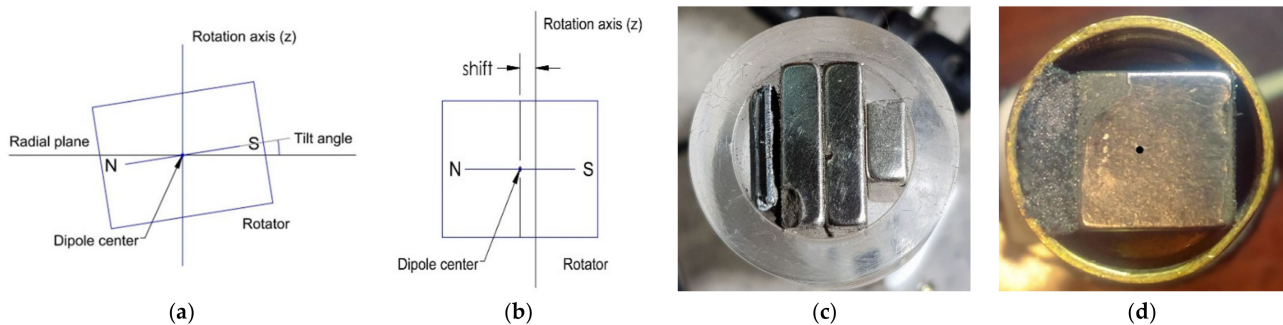 Rotation axis (z)
Radial plane
N
S
Tilt angle
Dipole center
Rotator
(a)
Rotation axis (z)
shift
N
S
Dipole center
Rotator
(b)
(c)
(d)